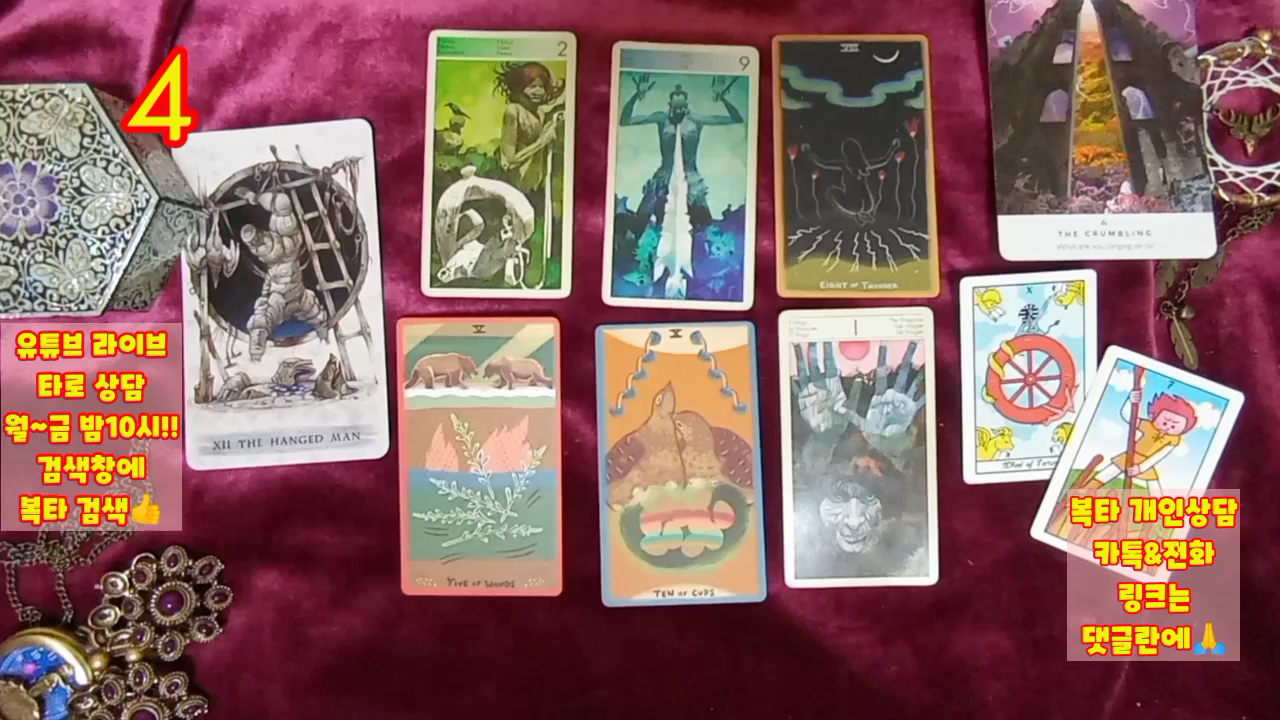 4
유튜브 라이브
타로 상담
월~금 밤10시!!
검색창에
복타 검색👍
XII THE HANGED MAN
2
9
VIII
EIGHT OF THUNDER
V
FIVE OF WANDS
X
TEN OF CUPS
I
THE CRUMBLING
What are you clinging on to?
X
Wheel of Fortune
7
복타 개인상담
카톡&전화
링크는
댓글란에🙏